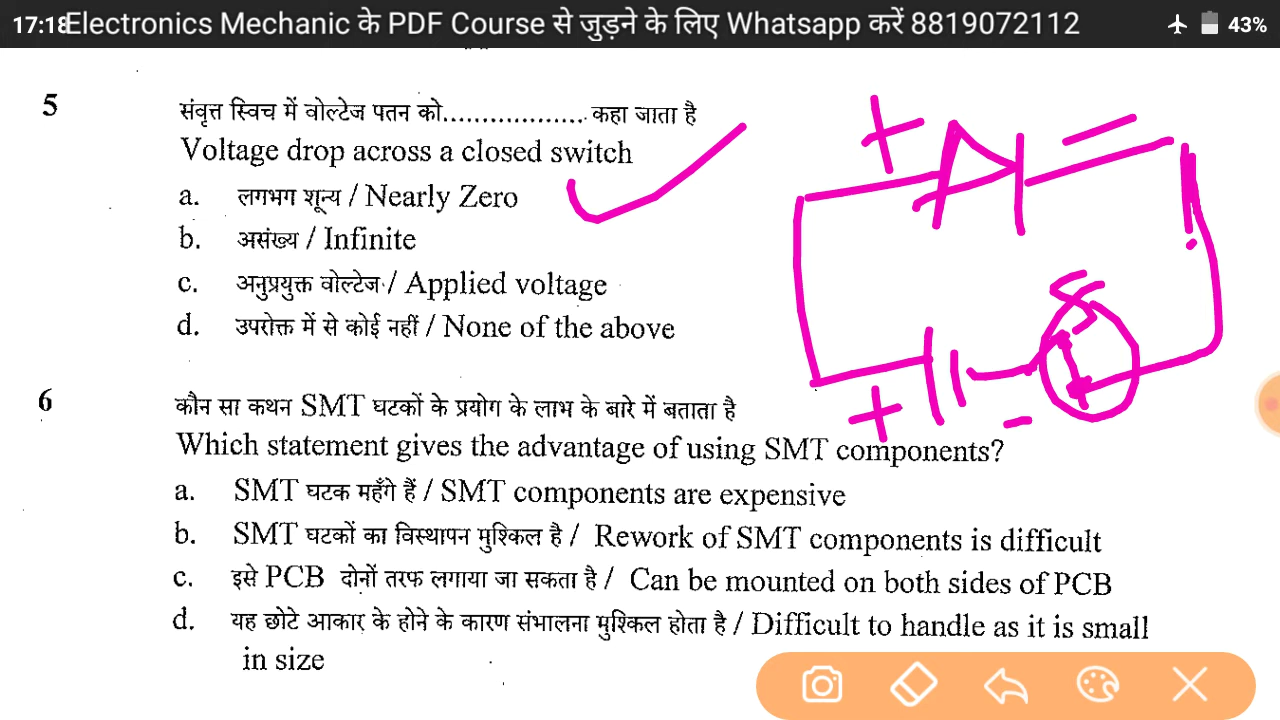 17:18 Electronics Mechanic के PDF Course से जुड़ने के लिए Whatsapp करें 8819072112 43%
5 संवृत्त स्विच में वोल्टेज पतन को................... कहा जाता है
Voltage drop across a closed switch
a. लगभग शून्य / Nearly Zero
b. असंख्य / Infinite
c. अनुप्रयुक्त वोल्टेज / Applied voltage
d. उपरोक्त में से कोई नहीं / None of the above
+ −
S
+ -
6 कौन सा कथन SMT घटकों के प्रयोग के लाभ के बारे में बताता है
Which statement gives the advantage of using SMT components?
a. SMT घटक महँगे हैं / SMT components are expensive
b. SMT घटकों का विस्थापन मुश्किल है / Rework of SMT components is difficult
c. इसे PCB दोनों तरफ लगाया जा सकता है / Can be mounted on both sides of PCB
d. यह छोटे आकार के होने के कारण संभालना मुश्किल होता है / Difficult to handle as it is small
in size